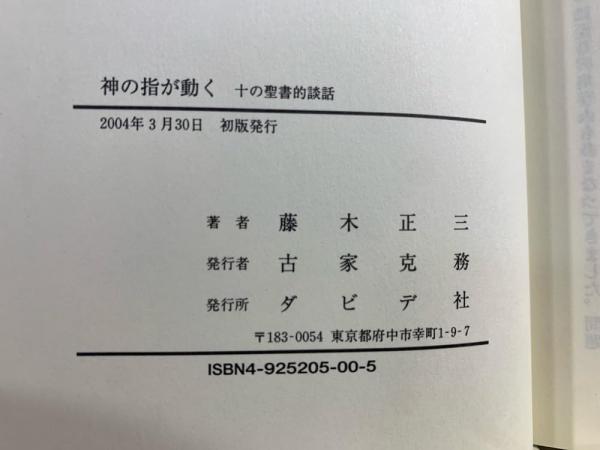 神の指が動く 十の聖書的談話
2004年3月30日 初版発行
著者 藤木正三
発行者 古家克務
発行所 ダビデ社
〒183-0054 東京都府中市幸町1-9-7
ISBN4-925205-00-5